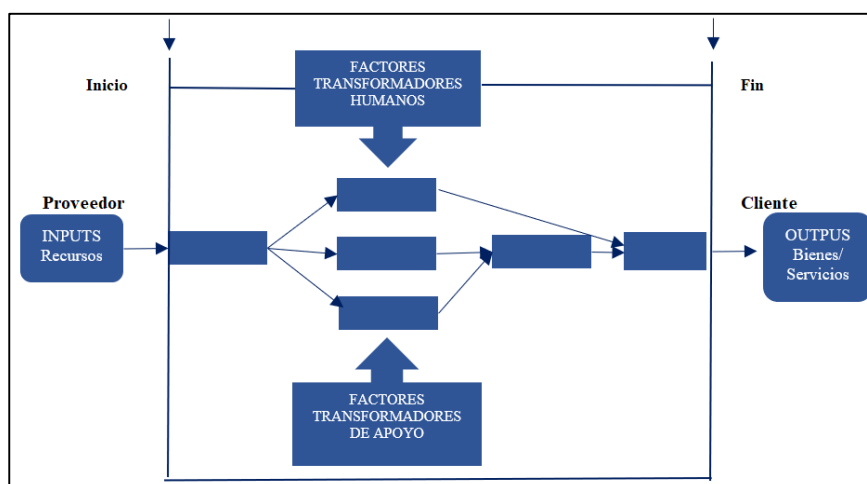 FACTORES
TRANSFORMADORES
HUMANOS
Inicio
Fin
Proveedor
Cliente
INPUTS
Recursos
OUTPUS
Bienes/
Servicios
FACTORES
TRANSFORMADORES
DE APOYO